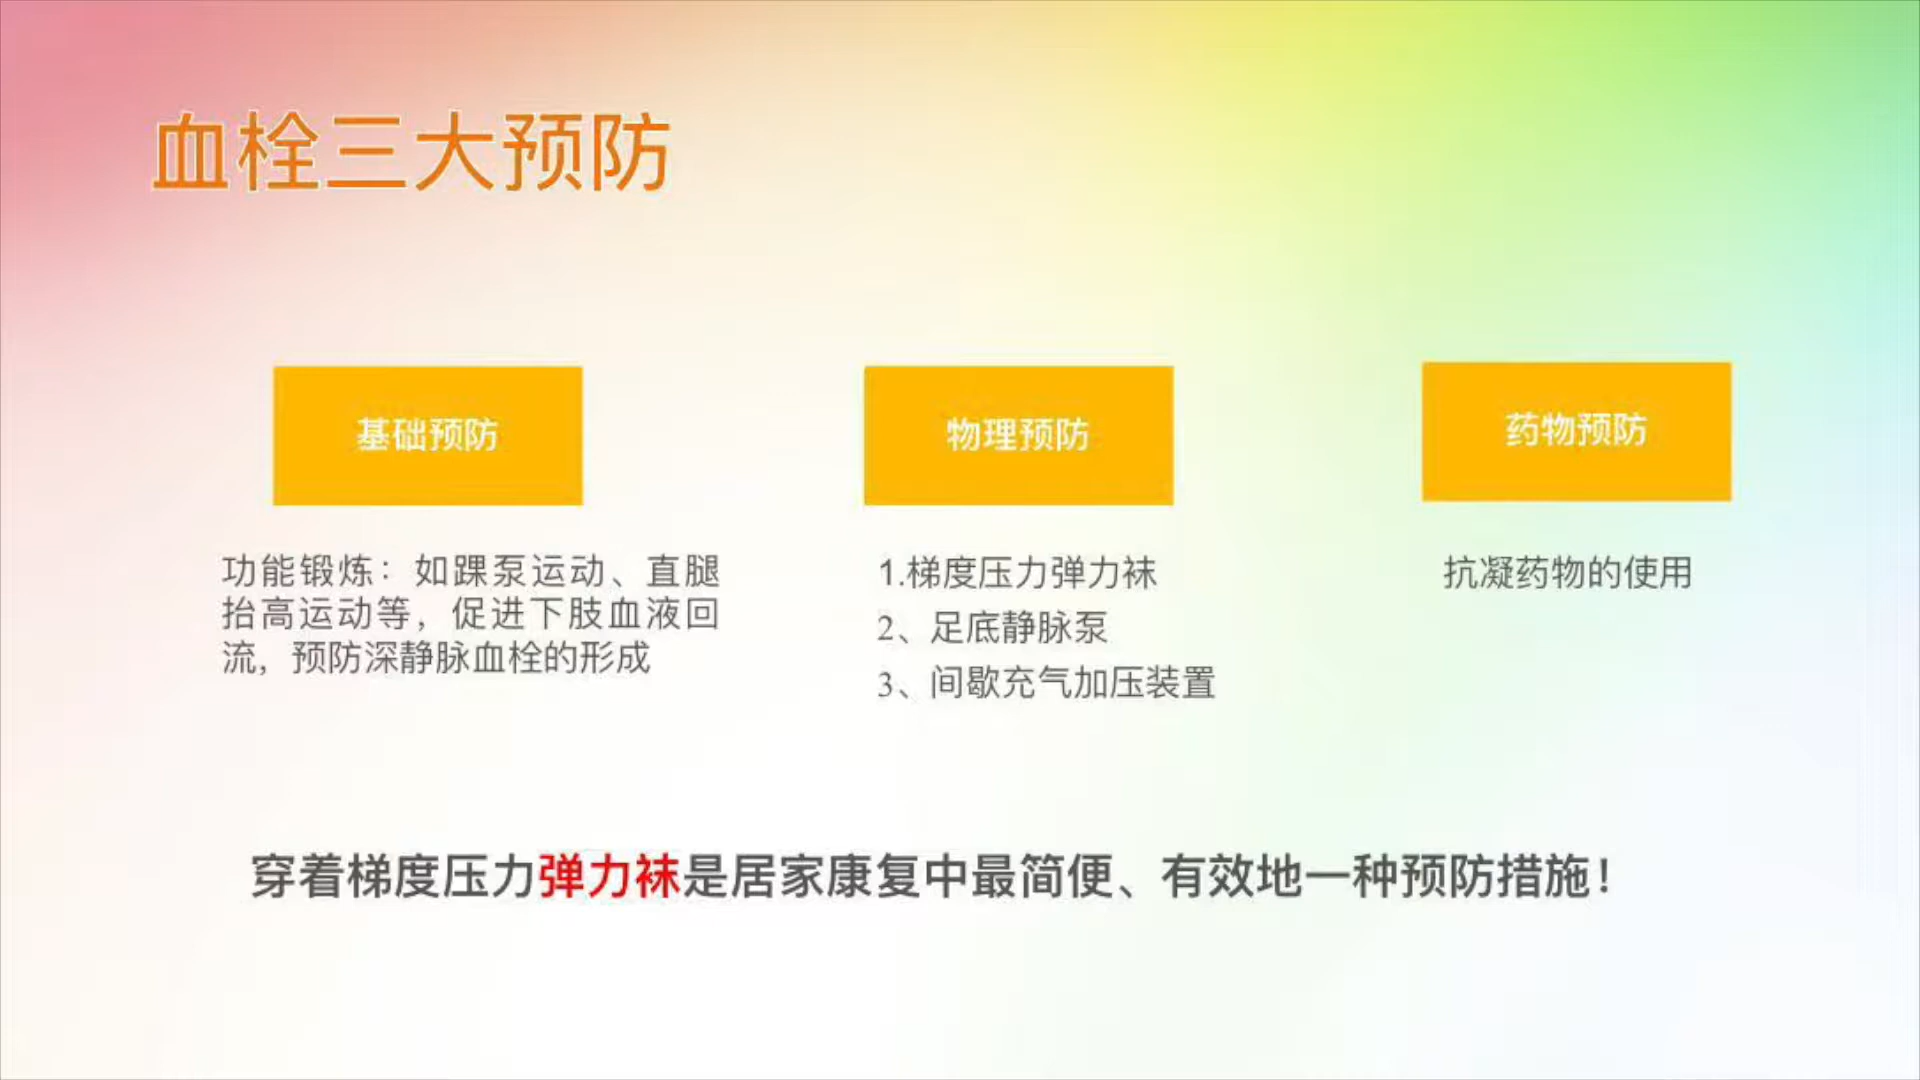 血栓三大预防
基础预防
功能锻炼：如踝泵运动、直腿
抬高运动等，促进下肢血液回
流，预防深静脉血栓的形成
物理预防
1.梯度压力弹力袜
2、足底静脉泵
3、间歇充气加压装置
药物预防
抗凝药物的使用
穿着梯度压力弹力袜是居家康复中最简便、有效地一种预防措施！